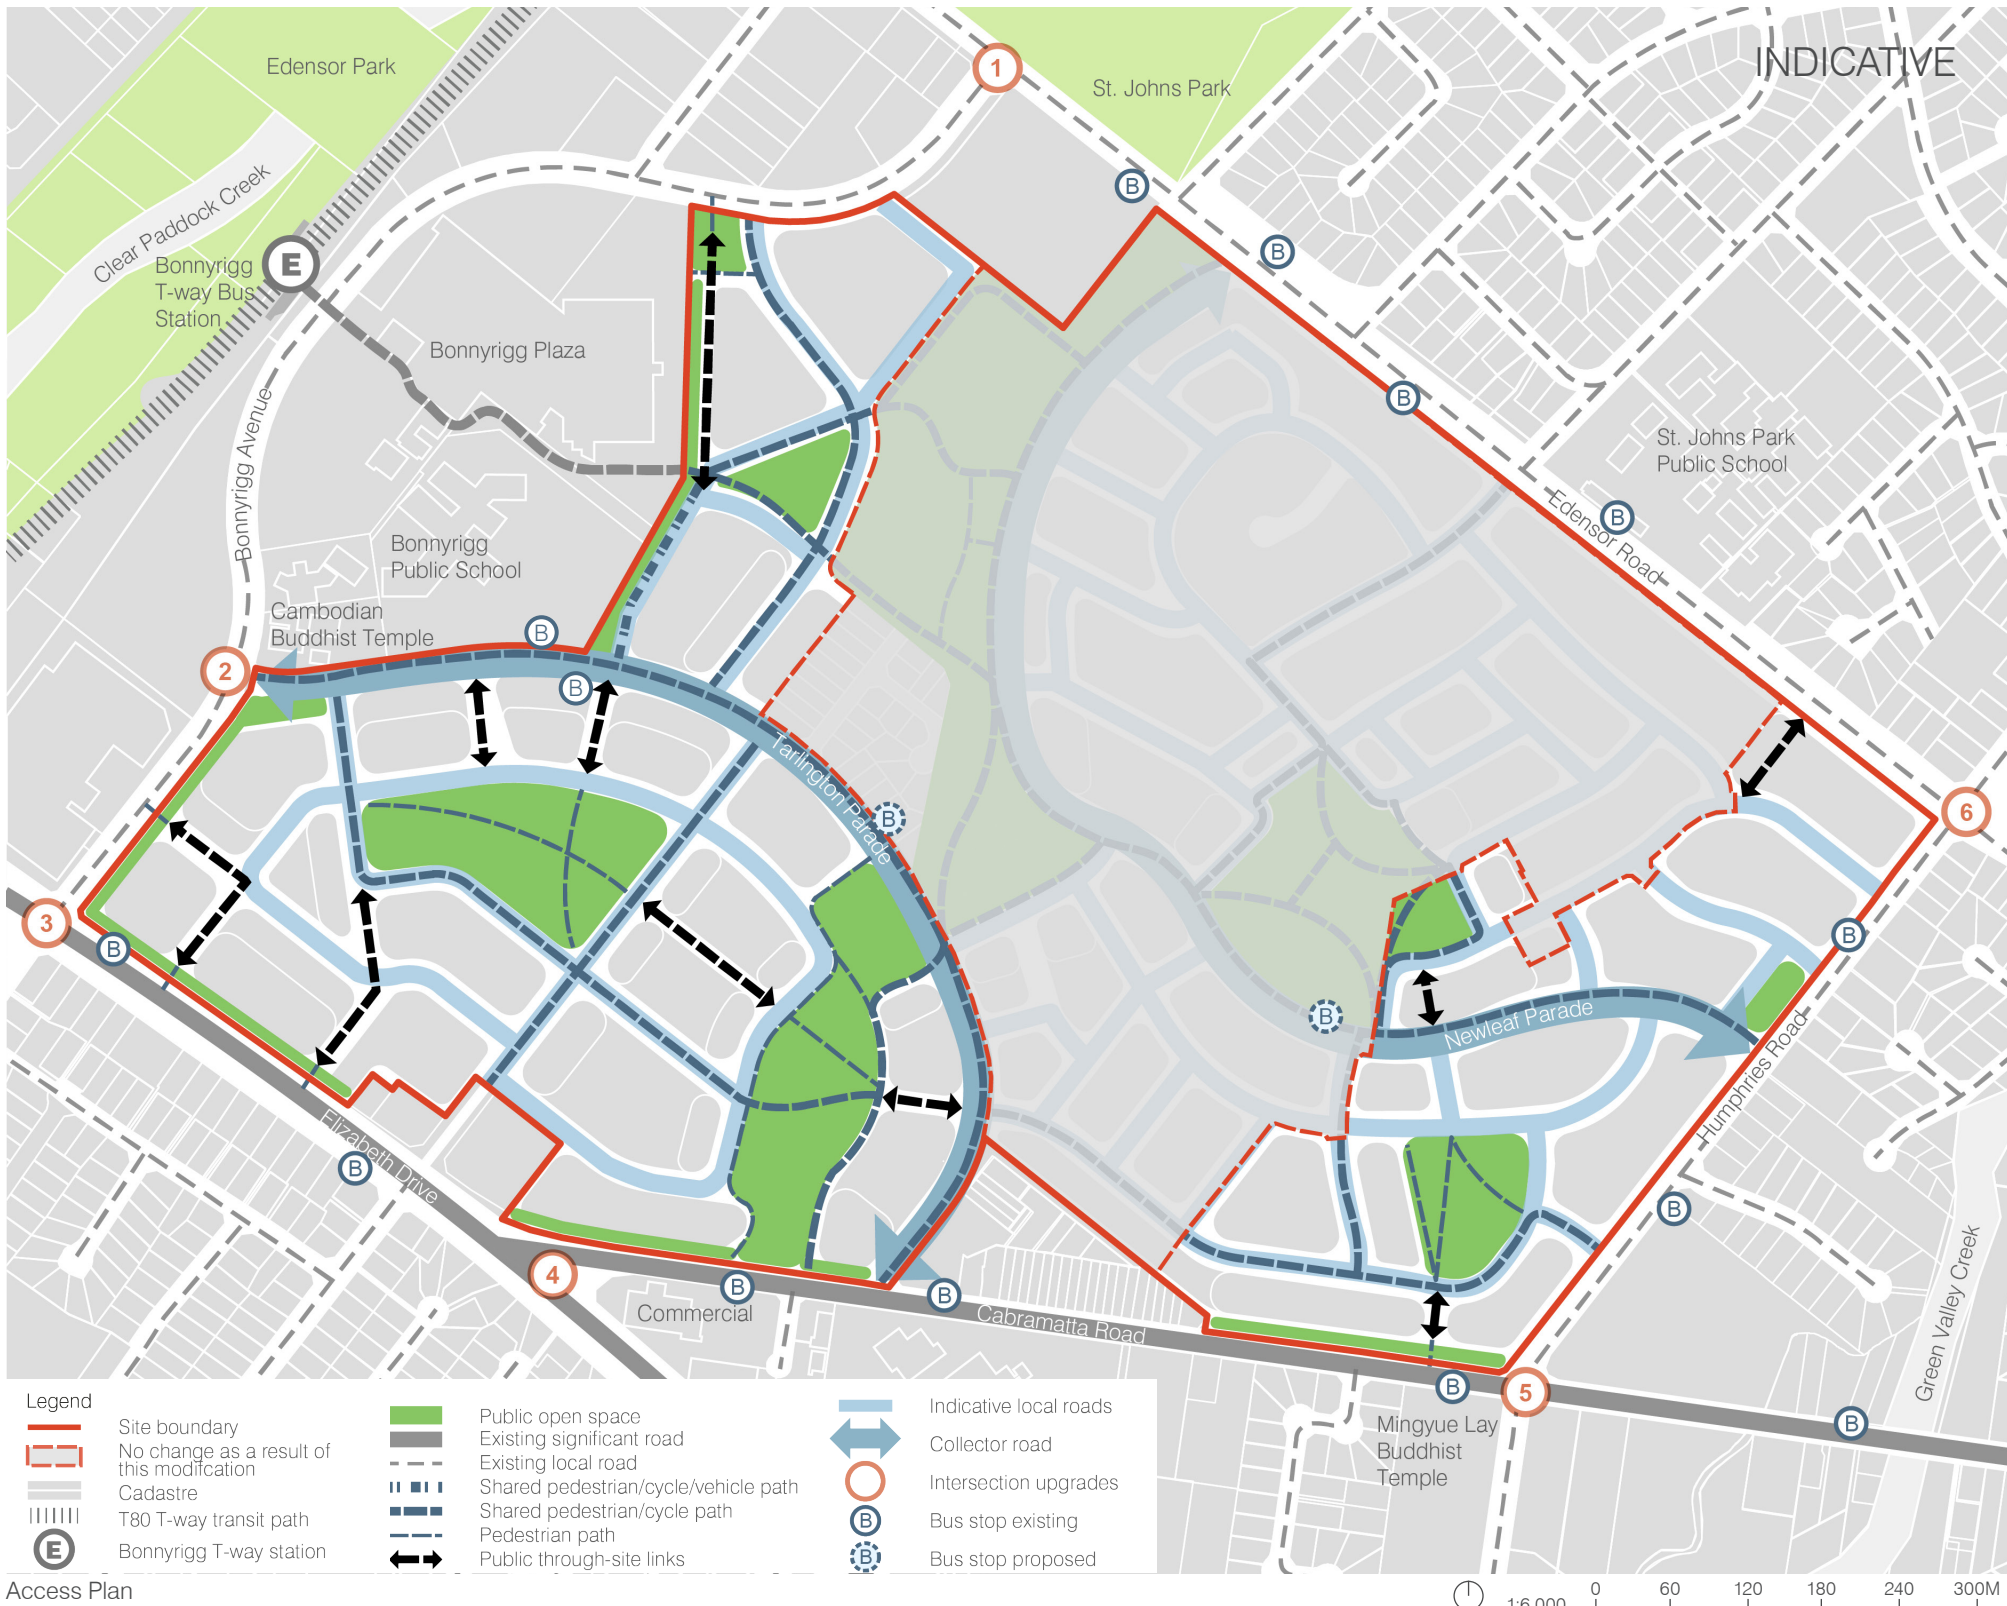 INDICATIVE
Edensor Park
St. Johns Park
1
B
Clear Paddock Creek
E
Bonnyrigg
T-way Bus
Station
B
Bonnyrigg Plaza
Bonnyrigg Avenue
B
St. Johns Park
Public School
Edensor Road
B
Bonnyrigg
Public School
Cambodian
Buddhist Temple
B
2
B
Tarlington Parade
B
6
3
B
B
B
Newleaf Parade
Humphries Road
Elizabeth Drive
B
B
4
B
Commercial
B
Cabramatta Road
Green Valley Creek
5
B
B
Mingyue Lay
Buddhist
Temple
Legend
Site boundary
No change as a result of
this modifcation
Cadastre
T80 T-way transit path
E
Bonnyrigg T-way station
Public open space
Existing significant road
Existing local road
Shared pedestrian/cycle/vehicle path
Shared pedestrian/cycle path
Pedestrian path
Public through-site links
Indicative local roads
Collector road
Intersection upgrades
B
Bus stop existing
B
Bus stop proposed
Access Plan
1:6,000
0 60 120 180 240 300M